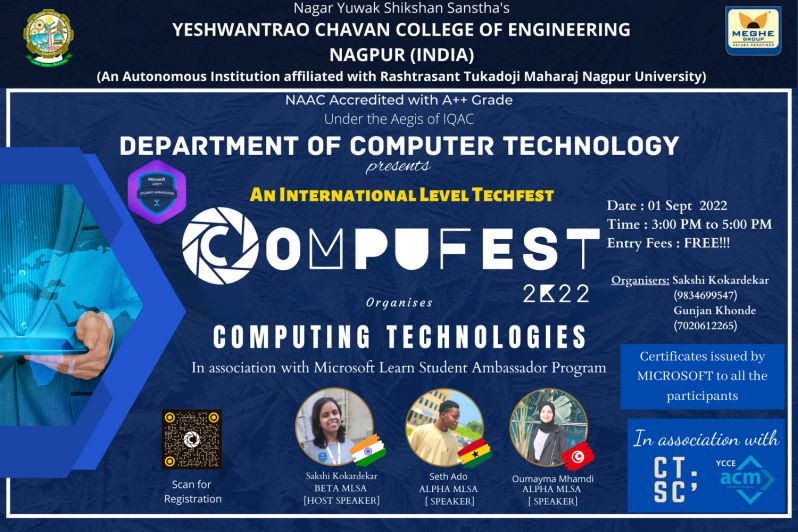 Nagar Yuwak Shikshan Sanstha's
YESHWANTRAO CHAVAN COLLEGE OF ENGINEERING
NAGPUR (INDIA)
(An Autonomous Institution affiliated with Rashtrasant Tukadoji Maharaj Nagpur University)
MEGHE
GROUP
VALUES REDEFINED
NAAC Accredited with A++ Grade
Under the Aegis of IQAC
DEPARTMENT OF COMPUTER TECHNOLOGY
presents
Microsoft
Learn
STUDENT AMBASSADOR
AN INTERNATIONAL LEVEL TECHFEST
COMPUFEST
2K22
Date : 01 Sept 2022
Time : 3:00 PM to 5:00 PM
Entry Fees : FREE!!!
Organisers: Sakshi Kokardekar
(9834699547)
Gunjan Khonde
(7020612265)
Organises
COMPUTING TECHNOLOGIES
In association with Microsoft Learn Student Ambassador Program
Certificates issued by
MICROSOFT to all the
participants
Scan for
Registration
Sakshi Kokardekar
BETA MLSA
[HOST SPEAKER]
Seth Ado
ALPHA MLSA
[ SPEAKER]
Oumayma Mhamdi
ALPHA MLSA
[ SPEAKER]
In association with
CT;
SC,
YCCE
acm